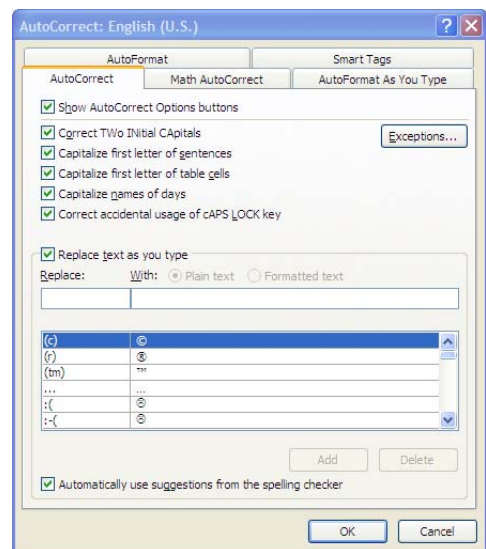 AutoCorrect: English (U.S.)
AutoFormat Smart Tags
AutoCorrect Math AutoCorrect AutoFormat As You Type
Show AutoCorrect Options buttons
Correct TWo INitial CApitals Exceptions...
Capitalize first letter of sentences
Capitalize first letter of table cells
Capitalize names of days
Correct accidental usage of cAPS LOCK key
Replace text as you type
Replace: With: Plain text Formatted text
(c) ©
(r) ®
(tm) ™
... …
:( ☹
:-( ☹
Add Delete
Automatically use suggestions from the spelling checker
OK Cancel